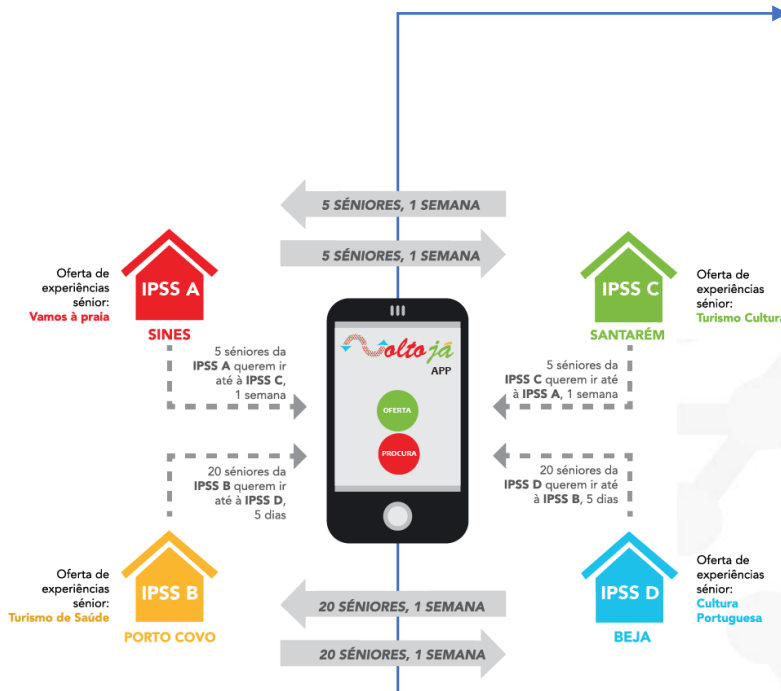 5 SÉNIORES, 1 SEMANA
5 SÉNIORES, 1 SEMANA
Oferta de
experiências
sénior:
Vamos à praia
IPSS A
SINES
IPSS C
SANTARÉM
Oferta de
experiências
sénior:
Turismo Cultura
5 séniores da
IPSS A querem ir
até à IPSS C,
1 semana
Volto já
APP
OFERTA
PROCURA
5 séniores da
IPSS C querem ir
até à IPSS A, 1 semana
20 séniores da
IPSS B querem ir
até à IPSS D,
5 dias
20 séniores da
IPSS D querem ir
até à IPSS B, 5 dias
Oferta de
experiências
sénior:
Turismo de Saúde
IPSS B
PORTO COVO
IPSS D
BEJA
Oferta de
experiências
sénior:
Cultura
Portuguesa
20 SÉNIORES, 1 SEMANA
20 SÉNIORES, 1 SEMANA